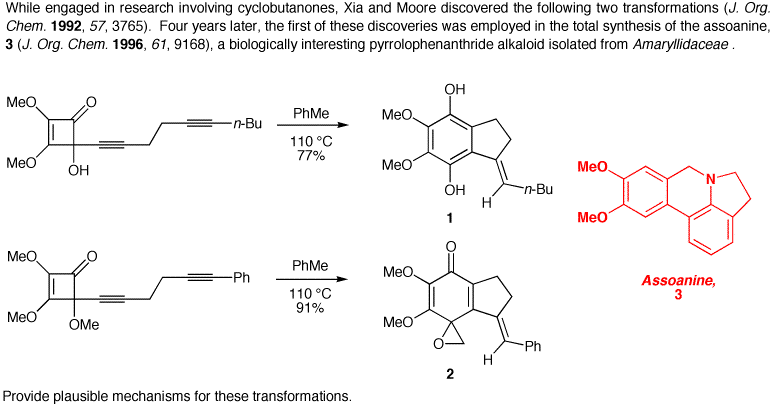 While engaged in research involving cyclobutanones, Xia and Moore discovered the following two transformations (J. Org.
Chem. 1992, 57, 3765). Four years later, the first of these discoveries was employed in the total synthesis of the assoanine,
3 (J. Org. Chem. 1996, 61, 9168), a biologically interesting pyrrolophenanthride alkaloid isolated from Amaryllidaceae .
MeO
O
MeO
OH
n-Bu
PhMe
110 °C
77%
OH
MeO
MeO
OH
H
n-Bu
1
MeO
MeO
N
Assoanine,
3
OMe
O
MeO
OMe
Ph
PhMe
110 °C
91%
O
MeO
MeO
O
H
Ph
2
Provide plausible mechanisms for these transformations.